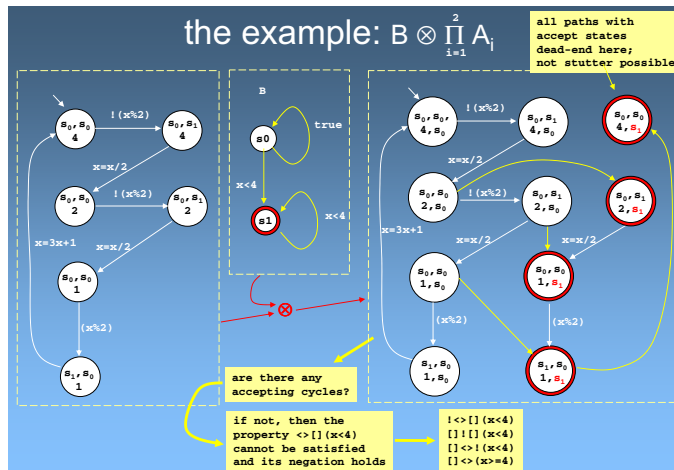 the example: B ⊗ ∏ Aᵢ
2
i=1
all paths with
accept states
dead-end here;
not stutter possible
s₀,s₀
4
!(x%2)
s₀,s₁
4
x=x/2
s₀,s₀
2
!(x%2)
s₀,s₁
2
x=3x+1
x=x/2
s₀,s₀
1
(x%2)
s₁,s₀
1
B
s0
true
x<4
s1
x<4
⊗
s₀,s₀,
4,s₀
!(x%2)
s₀,s₁
4,s₀
s₀,s₀
4,s₁
x=x/2
s₀,s₀
2,s₀
!(x%2)
s₀,s₁
2,s₀
s₀,s₁
2,s₁
x=3x+1
x=x/2
x=x/2
s₀,s₀
1,s₀
s₀,s₀
1,s₁
(x%2)
(x%2)
s₁,s₀
1,s₀
s₁,s₀
1,s₁
are there any
accepting cycles?
if not, then the
property <>[](x<4)
cannot be satisfied
and its negation holds
!<>[](x<4)
[]![](x<4)
[]<>!(x<4)
[]<>(x>=4)